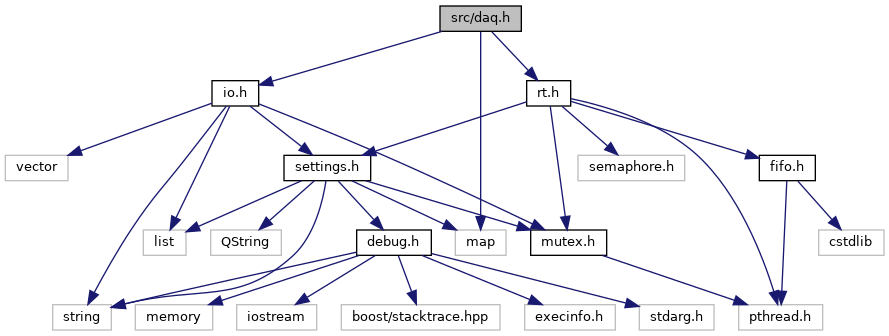 src/daq.h
io.h
rt.h
vector
settings.h
semaphore.h
fifo.h
list
QString
debug.h
map
mutex.h
cstdlib
string
memory
iostream
boost/stacktrace.hpp
execinfo.h
stdarg.h
pthread.h